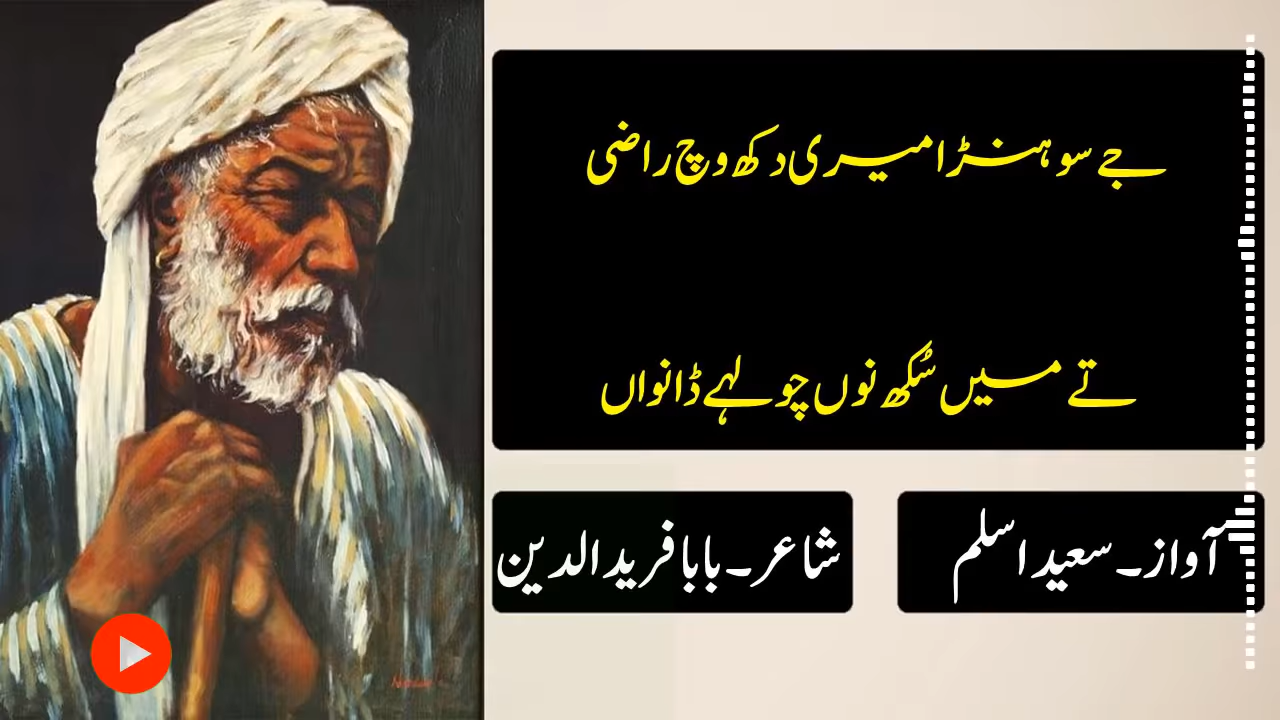 جے سوہنڑا میری دکھ وچ راضی
تے میں سُکھ نوں چولہے ڈانواں
شاعر۔بابا فرید الدین
آواز۔سعید اسلم